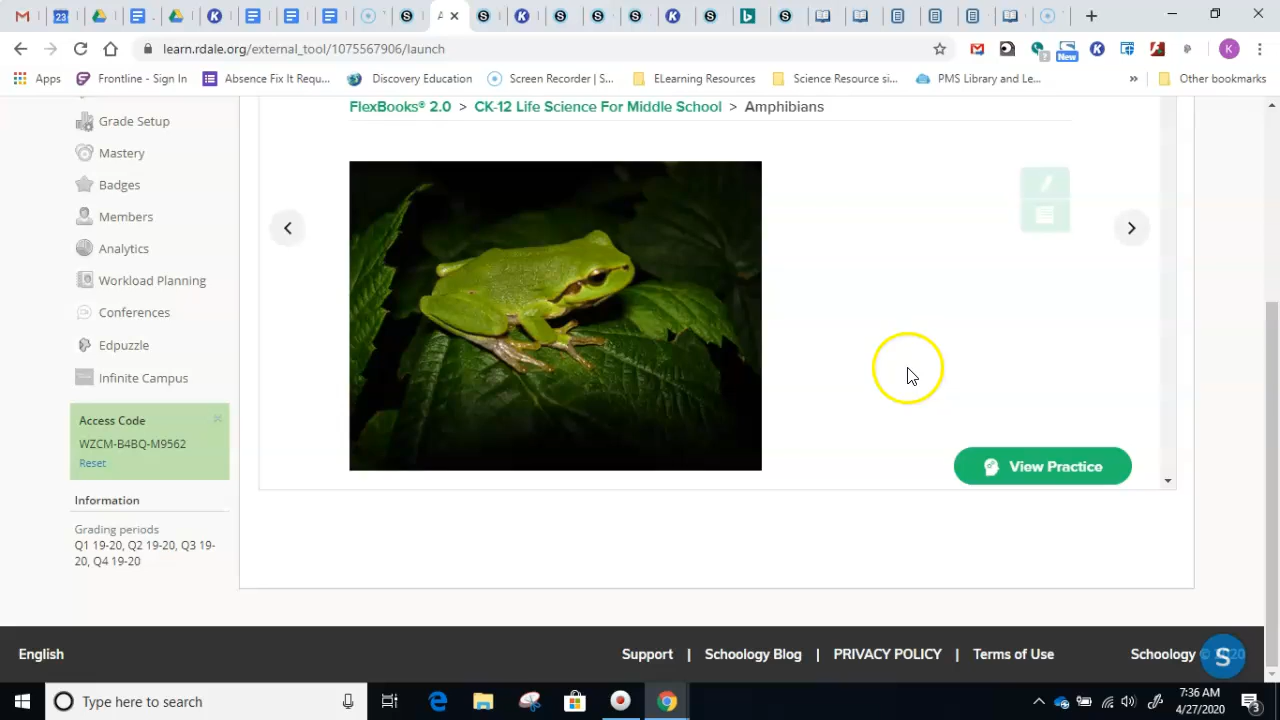 23
A
learn.rdale.org/external_tool/1075567906/launch
New
K
Apps
Frontline - Sign In
Absence Fix It Requ...
Discovery Education
Screen Recorder | S...
ELearning Resources
Science Resource si...
PMS Library and Le...
»
Other bookmarks
FlexBooks® 2.0 > CK-12 Life Science For Middle School > Amphibians
Grade Setup
Mastery
Badges
Members
Analytics
Workload Planning
Conferences
Edpuzzle
Infinite Campus
Access Code
WZCM-B4BQ-M9562
Reset
View Practice
Information
Grading periods
Q1 19-20, Q2 19-20, Q3 19-
20, Q4 19-20
English
Support | Schoology Blog | PRIVACY POLICY | Terms of Use
Schoology © 2020
S
Type here to search
7:36 AM
4/27/2020
3